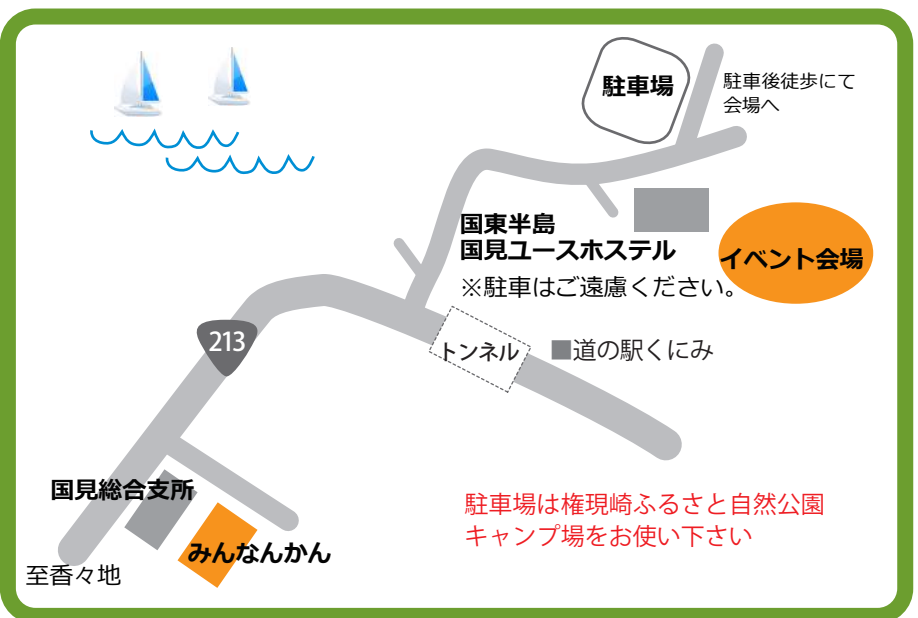 駐車場
駐車後徒歩にて
会場へ
国東半島
国見ユースホステル
※駐車はご遠慮ください。
イベント会場
213
トンネル
■道の駅くにみ
国見総合支所
みんなんかん
至香々地
駐車場は権現崎ふるさと自然公園
キャンプ場をお使い下さい